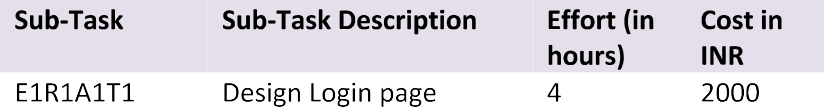 Sub-Task Sub-Task Description Effort (in hours) Cost in INR
E1R1A1T1 Design Login page 4 2000